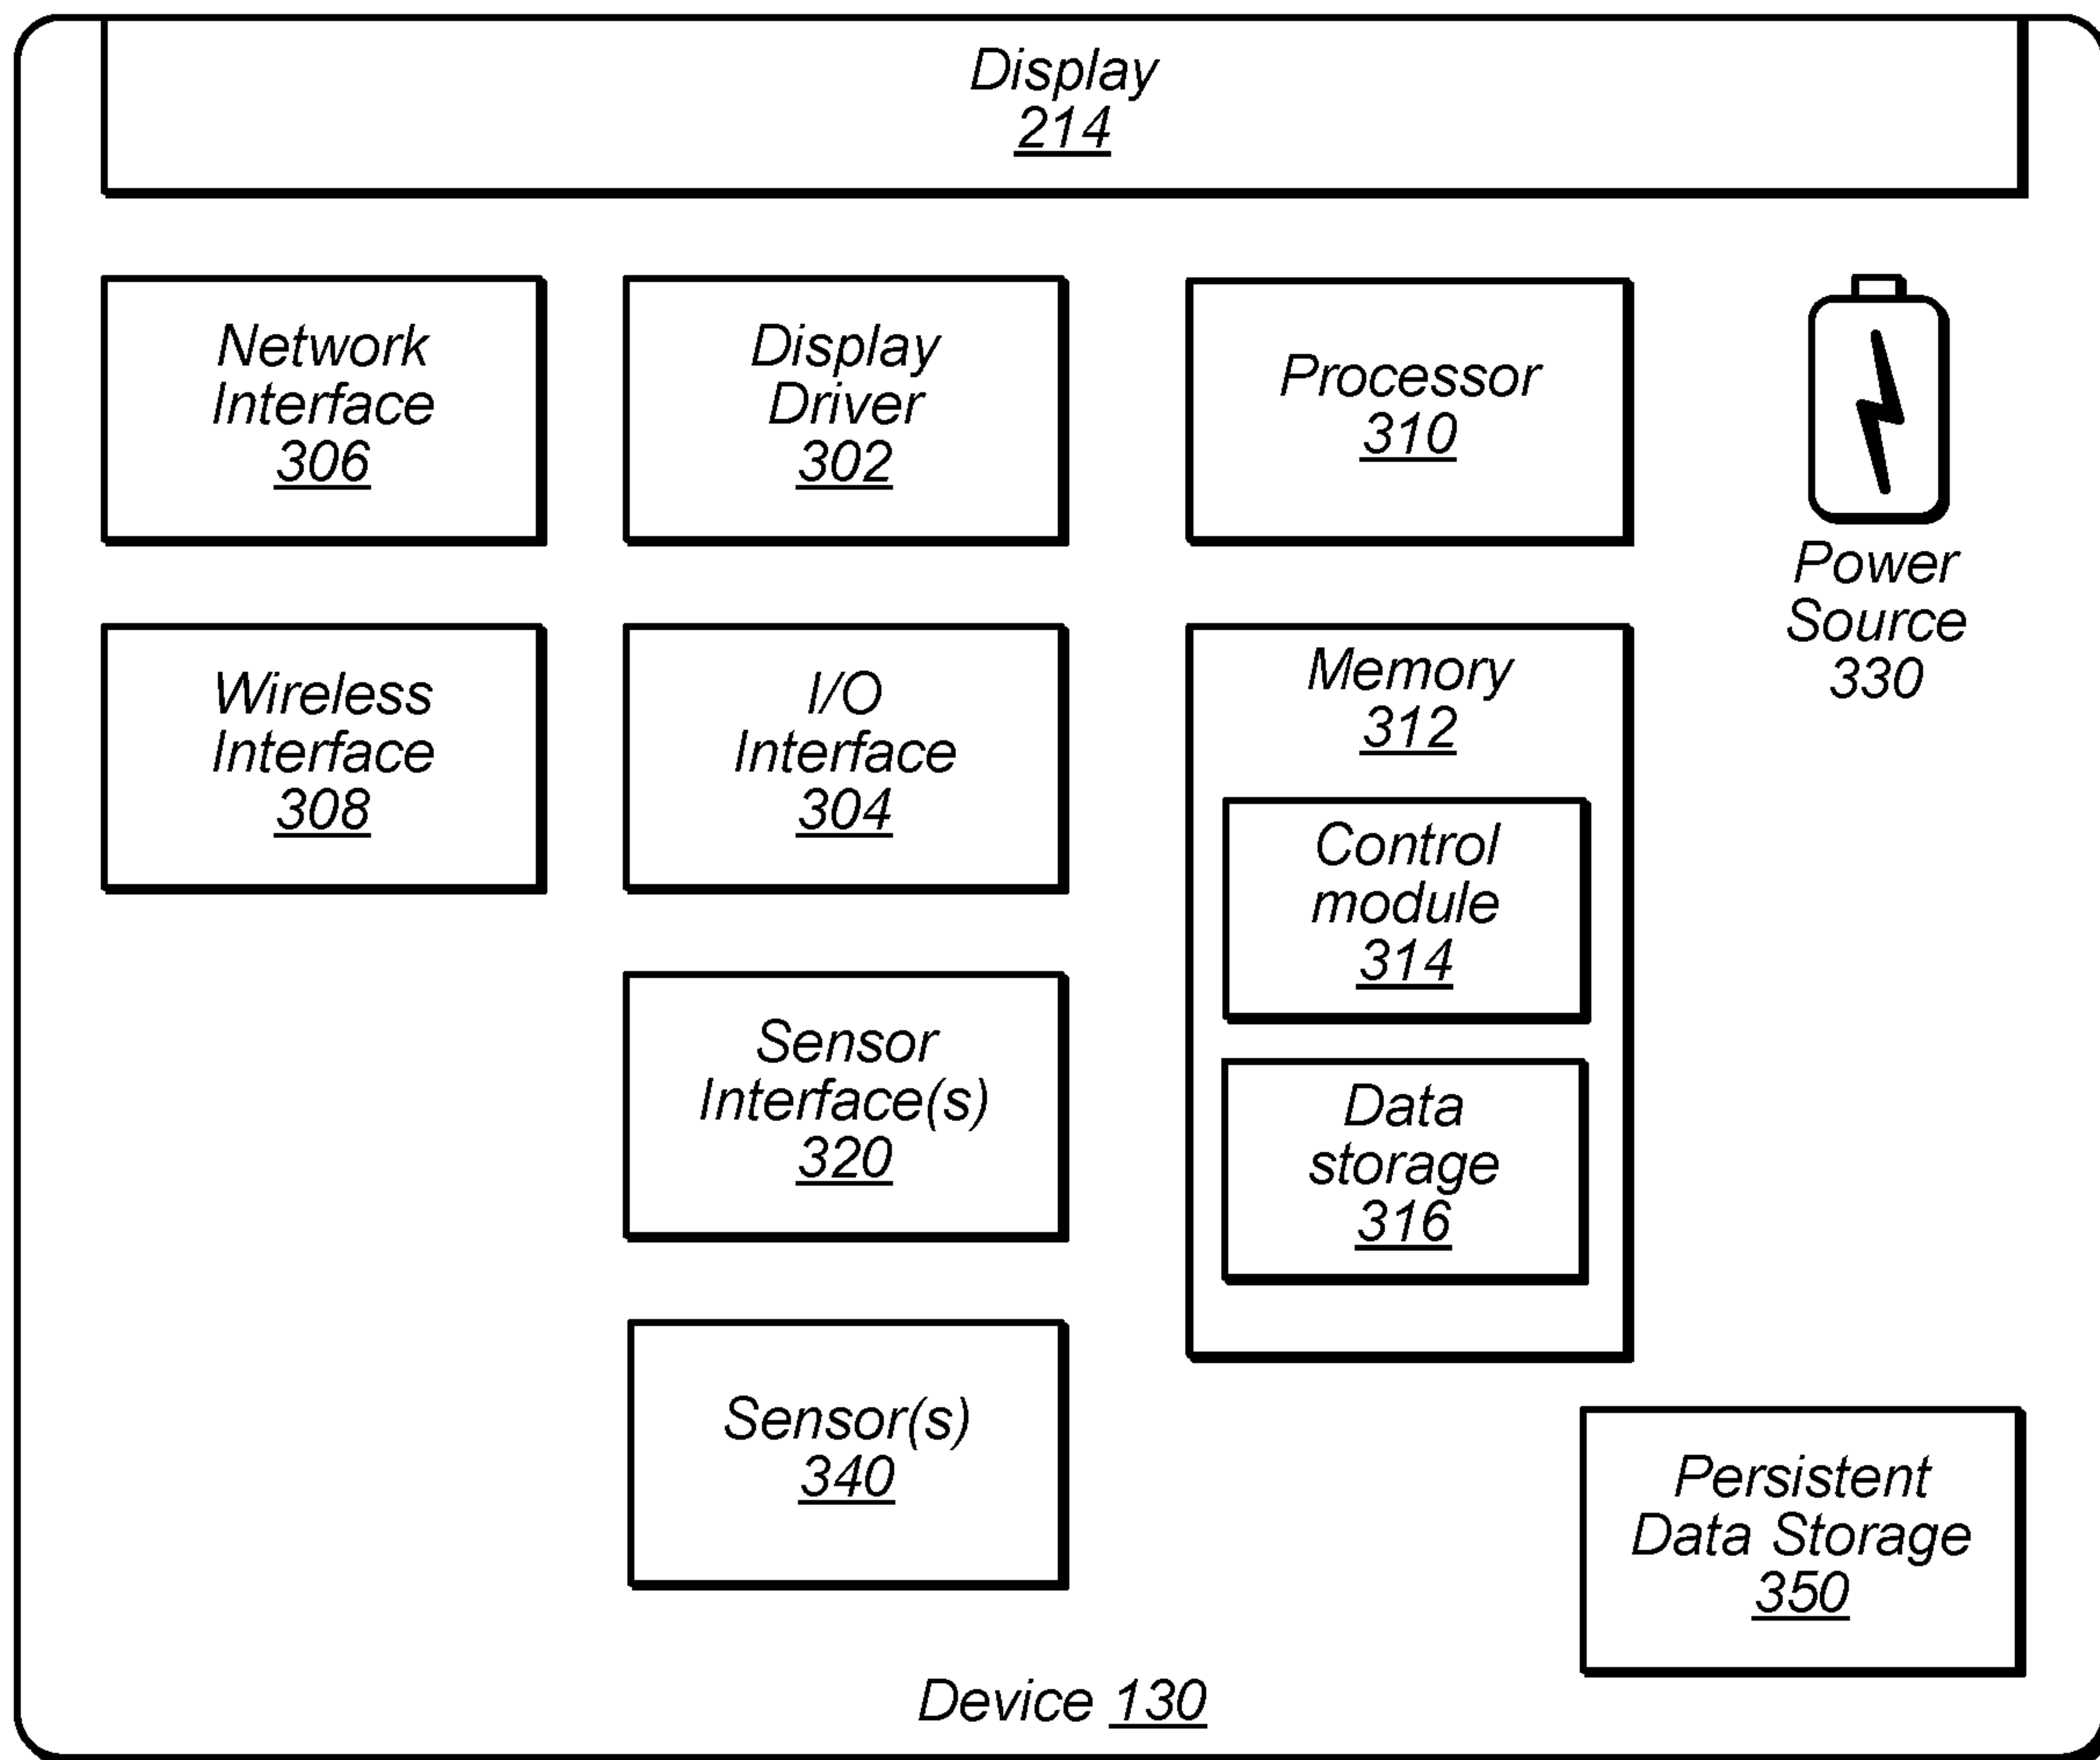 Display
214
Network
Interface
306
Display
Driver
302
Processor
310
Power
Source
330
Wireless
Interface
308
I/O
Interface
304
Memory
312
Control
module
314
Data
storage
316
Sensor
Interface(s)
320
Sensor(s)
340
Persistent
Data Storage
350
Device 130